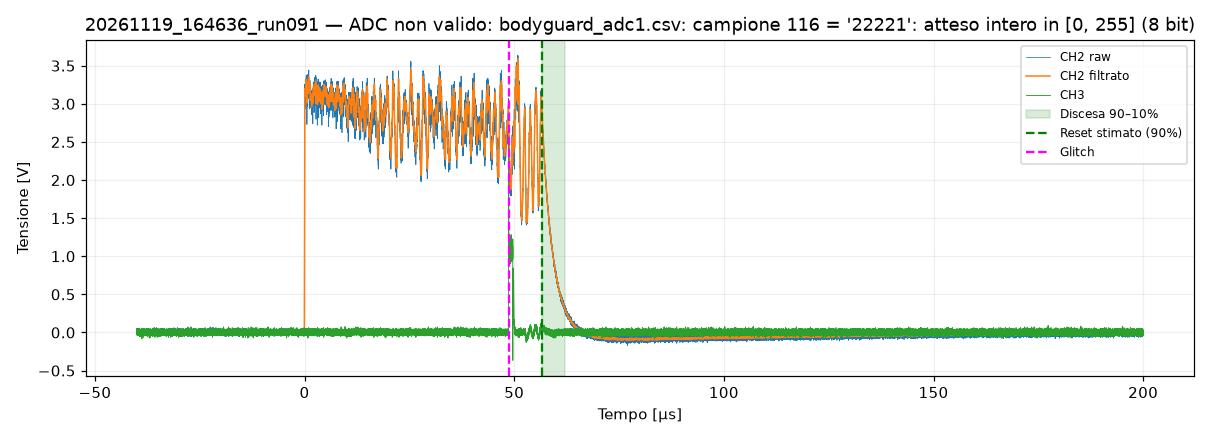 20261119_164636_run091 — ADC non valido: bodyguard_adc1.csv: campione 116 = '22221': atteso intero in [0, 255] (8 bit)
CH2 raw
CH2 filtrato
CH3
Discesa 90–10%
Reset stimato (90%)
Glitch
Tensione [V]
3.5
3.0
2.5
2.0
1.5
1.0
0.5
0.0
−0.5
−50
0
50
100
150
200
Tempo [µs]